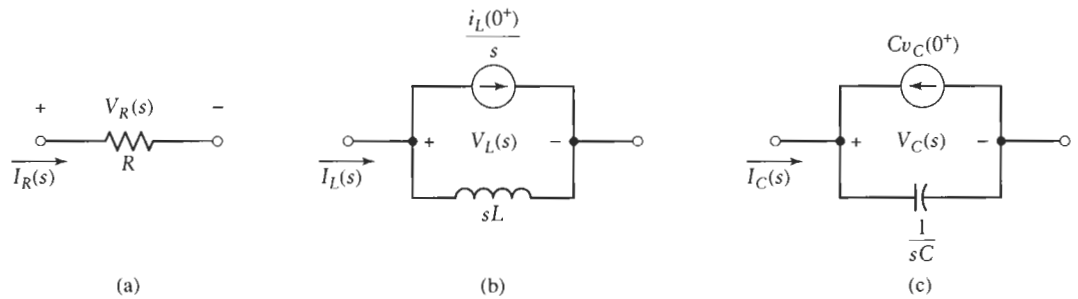 + V_R(s) −
R
I_R(s)
(a)
i_L(0⁺)
s
+ V_L(s) −
I_L(s)
sL
(b)
Cv_C(0⁺)
+ V_C(s) −
I_C(s)
1
sC
(c)